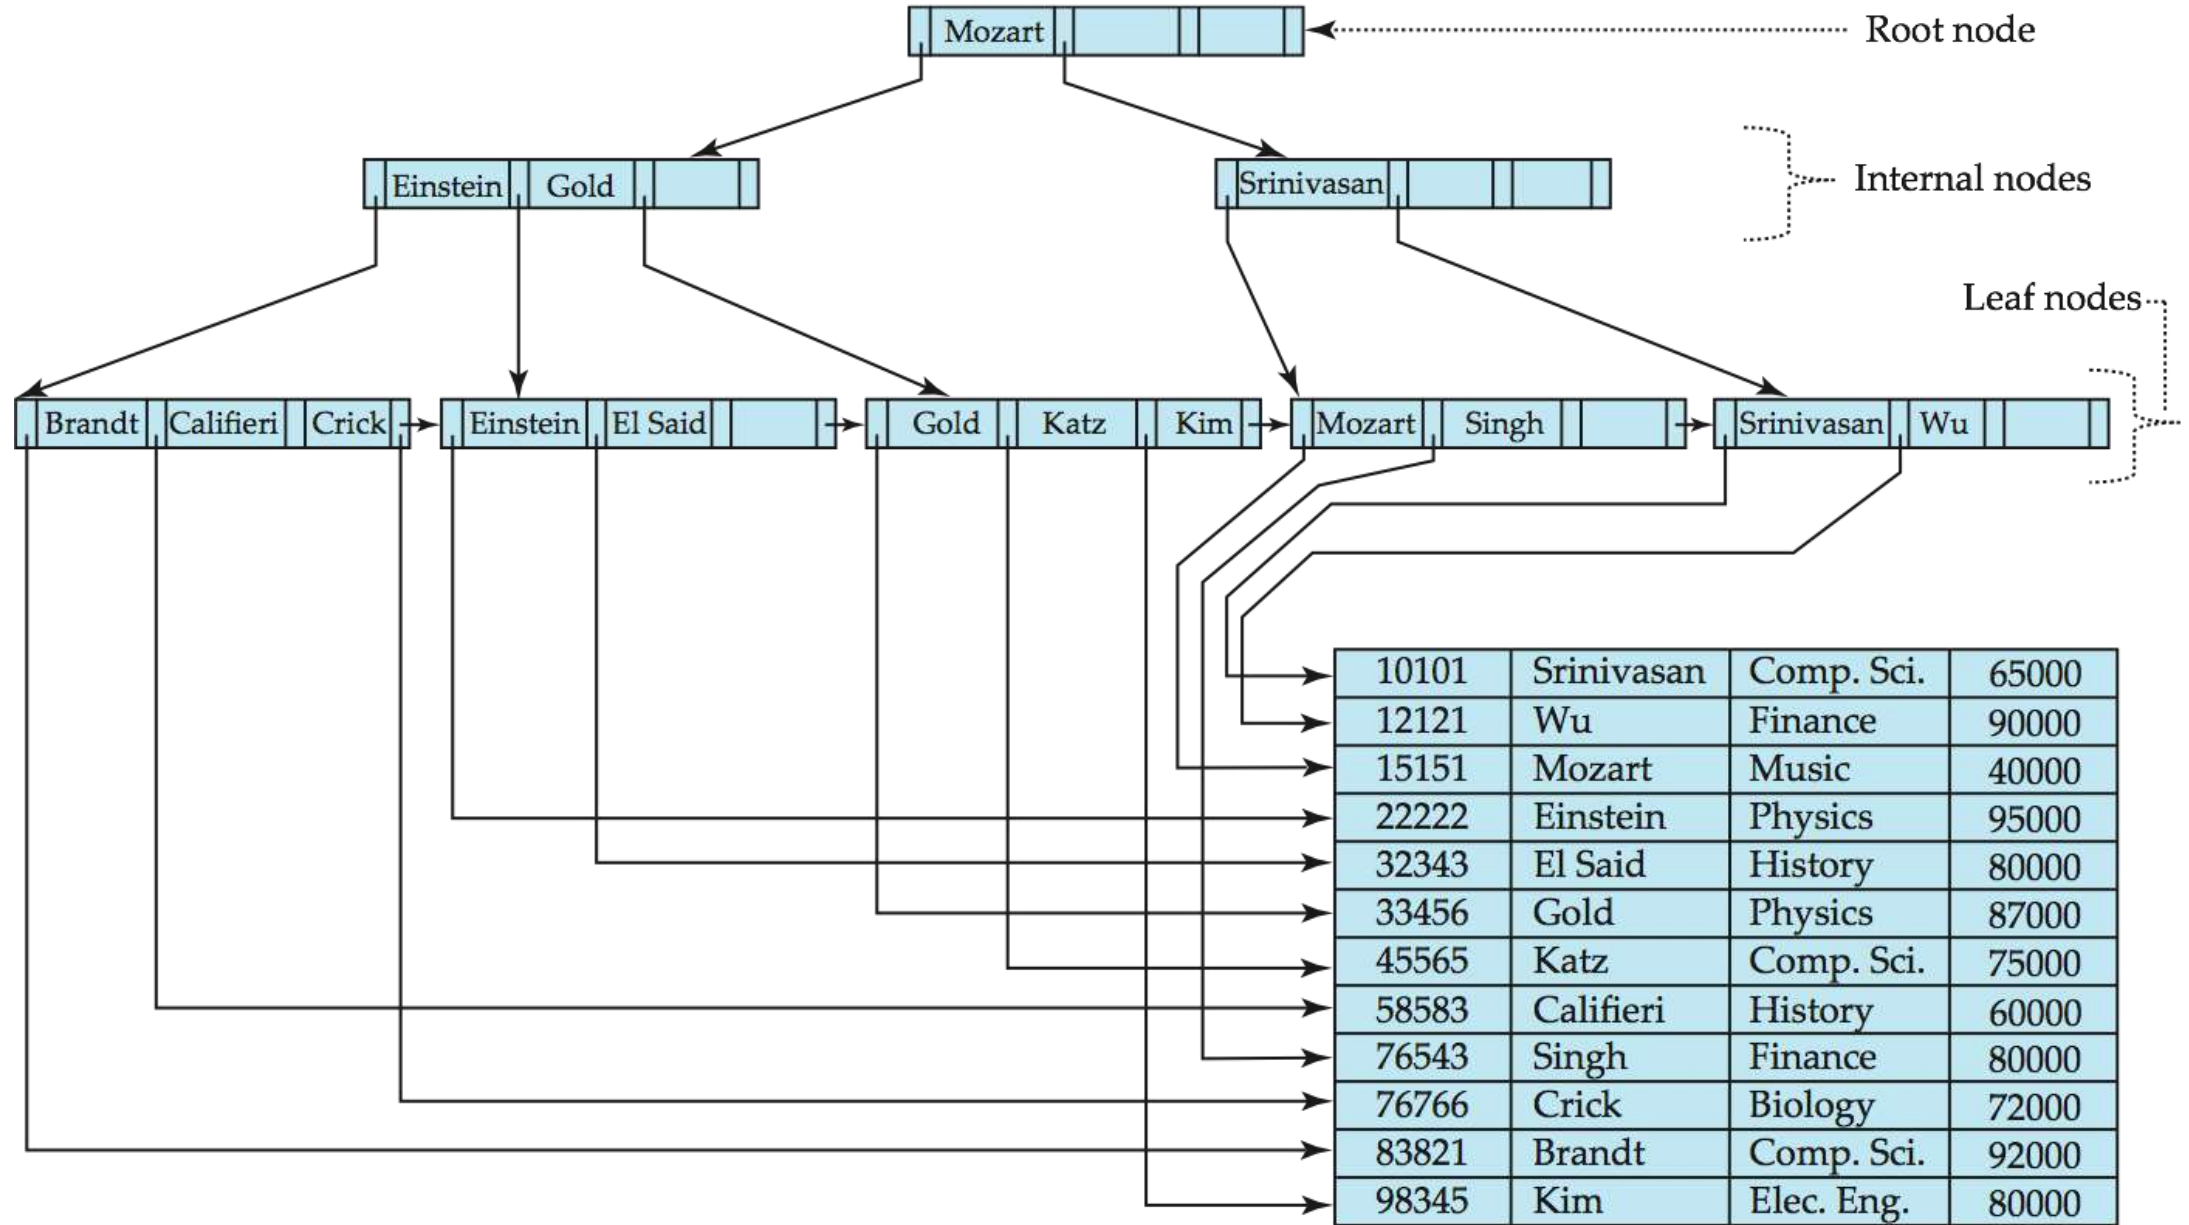 Mozart
Root node
Einstein Gold
Srinivasan
Internal nodes
Leaf nodes
Brandt Califieri Crick
Einstein El Said
Gold Katz Kim
Mozart Singh
Srinivasan Wu
10101 Srinivasan Comp. Sci. 65000
12121 Wu Finance 90000
15151 Mozart Music 40000
22222 Einstein Physics 95000
32343 El Said History 80000
33456 Gold Physics 87000
45565 Katz Comp. Sci. 75000
58583 Califieri History 60000
76543 Singh Finance 80000
76766 Crick Biology 72000
83821 Brandt Comp. Sci. 92000
98345 Kim Elec. Eng. 80000